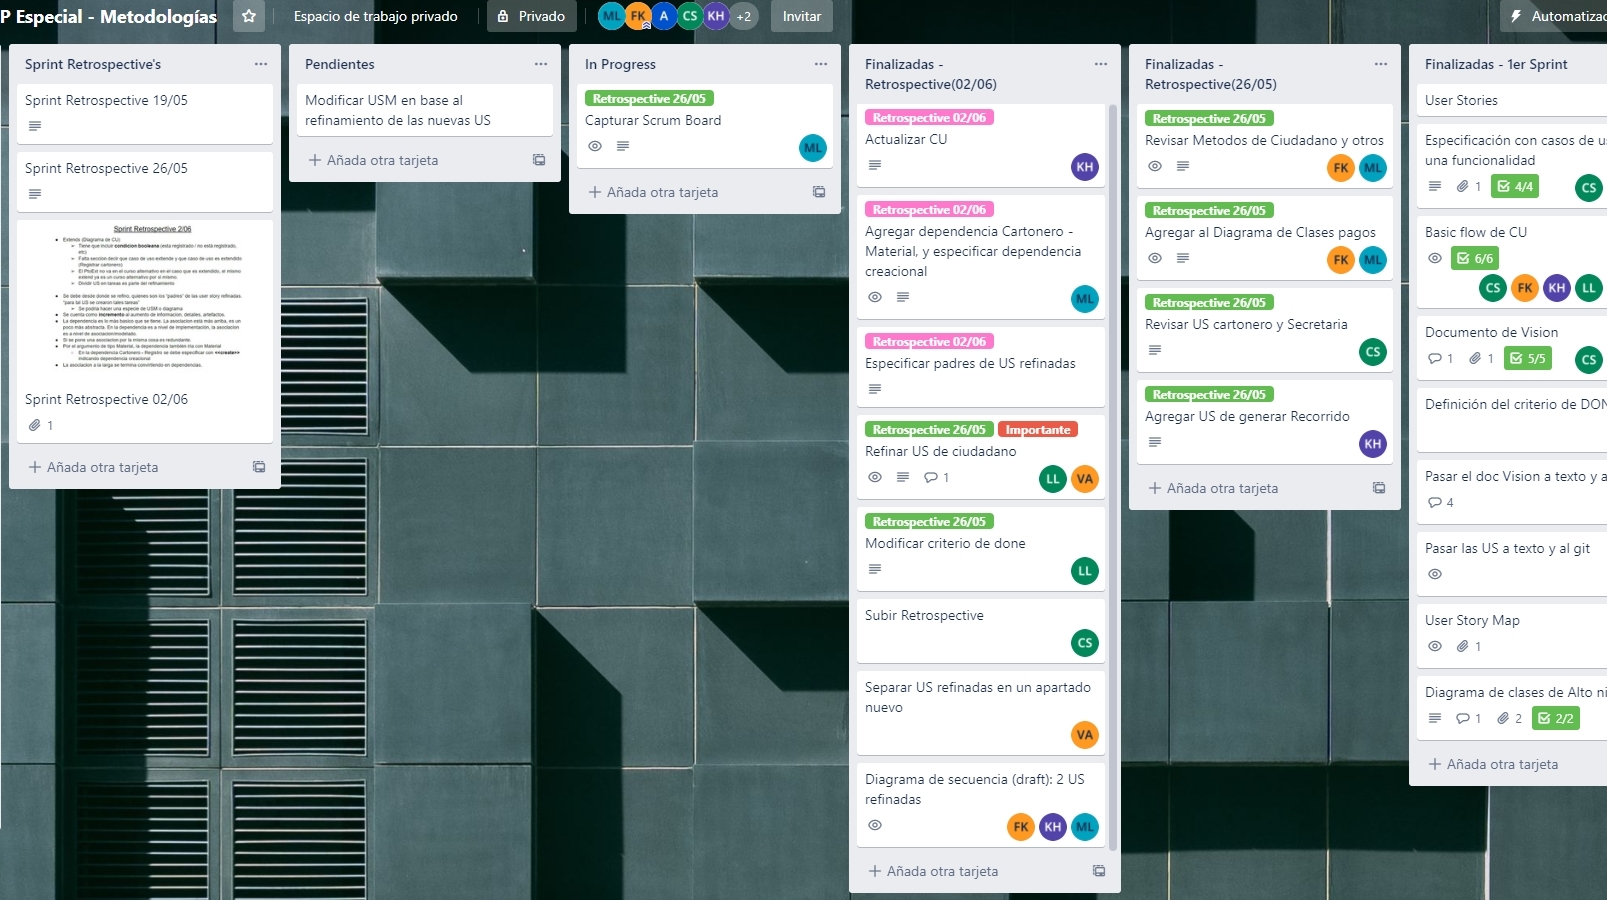 P Especial - Metodologías
Espacio de trabajo privado
Privado
ML
FK
A
CS
KH
+2
Invitar
Sprint Retrospective's
Sprint Retrospective 19/05
Sprint Retrospective 26/05
Sprint Retrospective 2/06
Sprint Retrospective 02/06
1
Añada otra tarjeta
Pendientes
Modificar USM en base al
refinamiento de las nuevas US
Añada otra tarjeta
In Progress
Retrospective 26/05
Capturar Scrum Board
ML
Añada otra tarjeta
Finalizadas -
Retrospective(02/06)
Retrospective 02/06
Actualizar CU
KH
Retrospective 02/06
Agregar dependencia Cartonero -
Material, y especificar dependencia
creacional
ML
Retrospective 02/06
Especificar padres de US refinadas
Retrospective 26/05 Importante
Refinar US de ciudadano
1 LL VA
Retrospective 26/05
Modificar criterio de done
LL
Subir Retrospective
CS
Separar US refinadas en un apartado
nuevo
VA
Diagrama de secuencia (draft): 2 US
refinadas
FK KH ML
Añada otra tarjeta
Finalizadas -
Retrospective(26/05)
Retrospective 26/05
Revisar Metodos de Ciudadano y otros
FK ML
Retrospective 26/05
Agregar al Diagrama de Clases pagos
FK ML
Retrospective 26/05
Revisar US cartonero y Secretaria
CS
Retrospective 26/05
Agregar US de generar Recorrido
KH
Añada otra tarjeta
Finalizadas - 1er Sprint
User Stories
Especificación con casos de
una funcionalidad
1 4/4 CS
Basic flow de CU
6/6
CS FK KH LL
Documento de Vision
1 1 5/5 CS
Definición del criterio de DON
Pasar el doc Vision a texto y a
4
Pasar las US a texto y al git
User Story Map
1
Diagrama de clases de Alto ni
1 2 2/2
Añada otra tarjeta